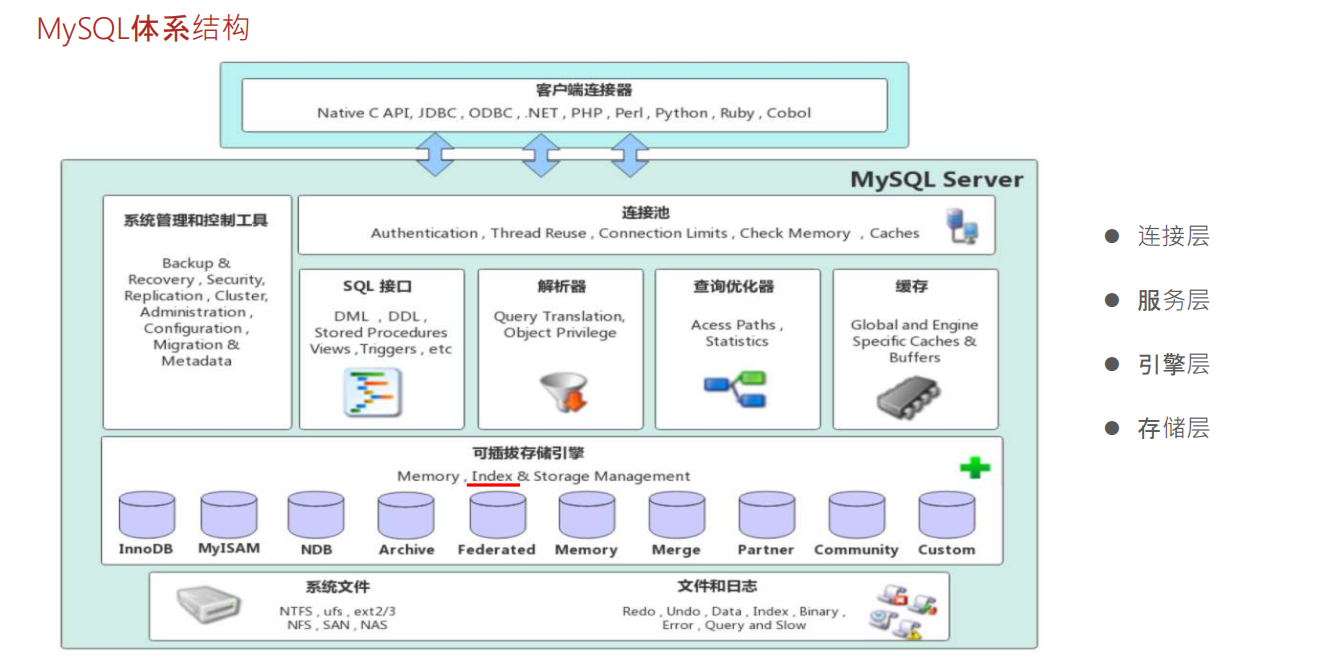 MySQL体系结构
客户端连接器
Native C API, JDBC , ODBC , .NET , PHP , Perl , Python , Ruby , Cobol
MySQL Server
系统管理和控制工具
Backup &
Recovery , Security,
Replication , Cluster,
Administration ,
Configuration ,
Migration &
Metadata
连接池
Authentication , Thread Reuse , Connection Limits , Check Memory , Caches
SQL 接口
DML , DDL ,
Stored Procedures
Views ,Triggers , etc
解析器
Query Translation,
Object Privilege
查询优化器
Acess Paths ,
Statistics
缓存
Global and Engine
Specific Caches &
Buffers
可插拔存储引擎
Memory , Index & Storage Management
InnoDB
MyISAM
NDB
Archive
Federated
Memory
Merge
Partner
Community
Custom
系统文件
NTFS , ufs , ext2/3
NFS , SAN , NAS
文件和日志
Redo , Undo , Data , Index , Binary ,
Error , Query and Slow
● 连接层
● 服务层
● 引擎层
● 存储层